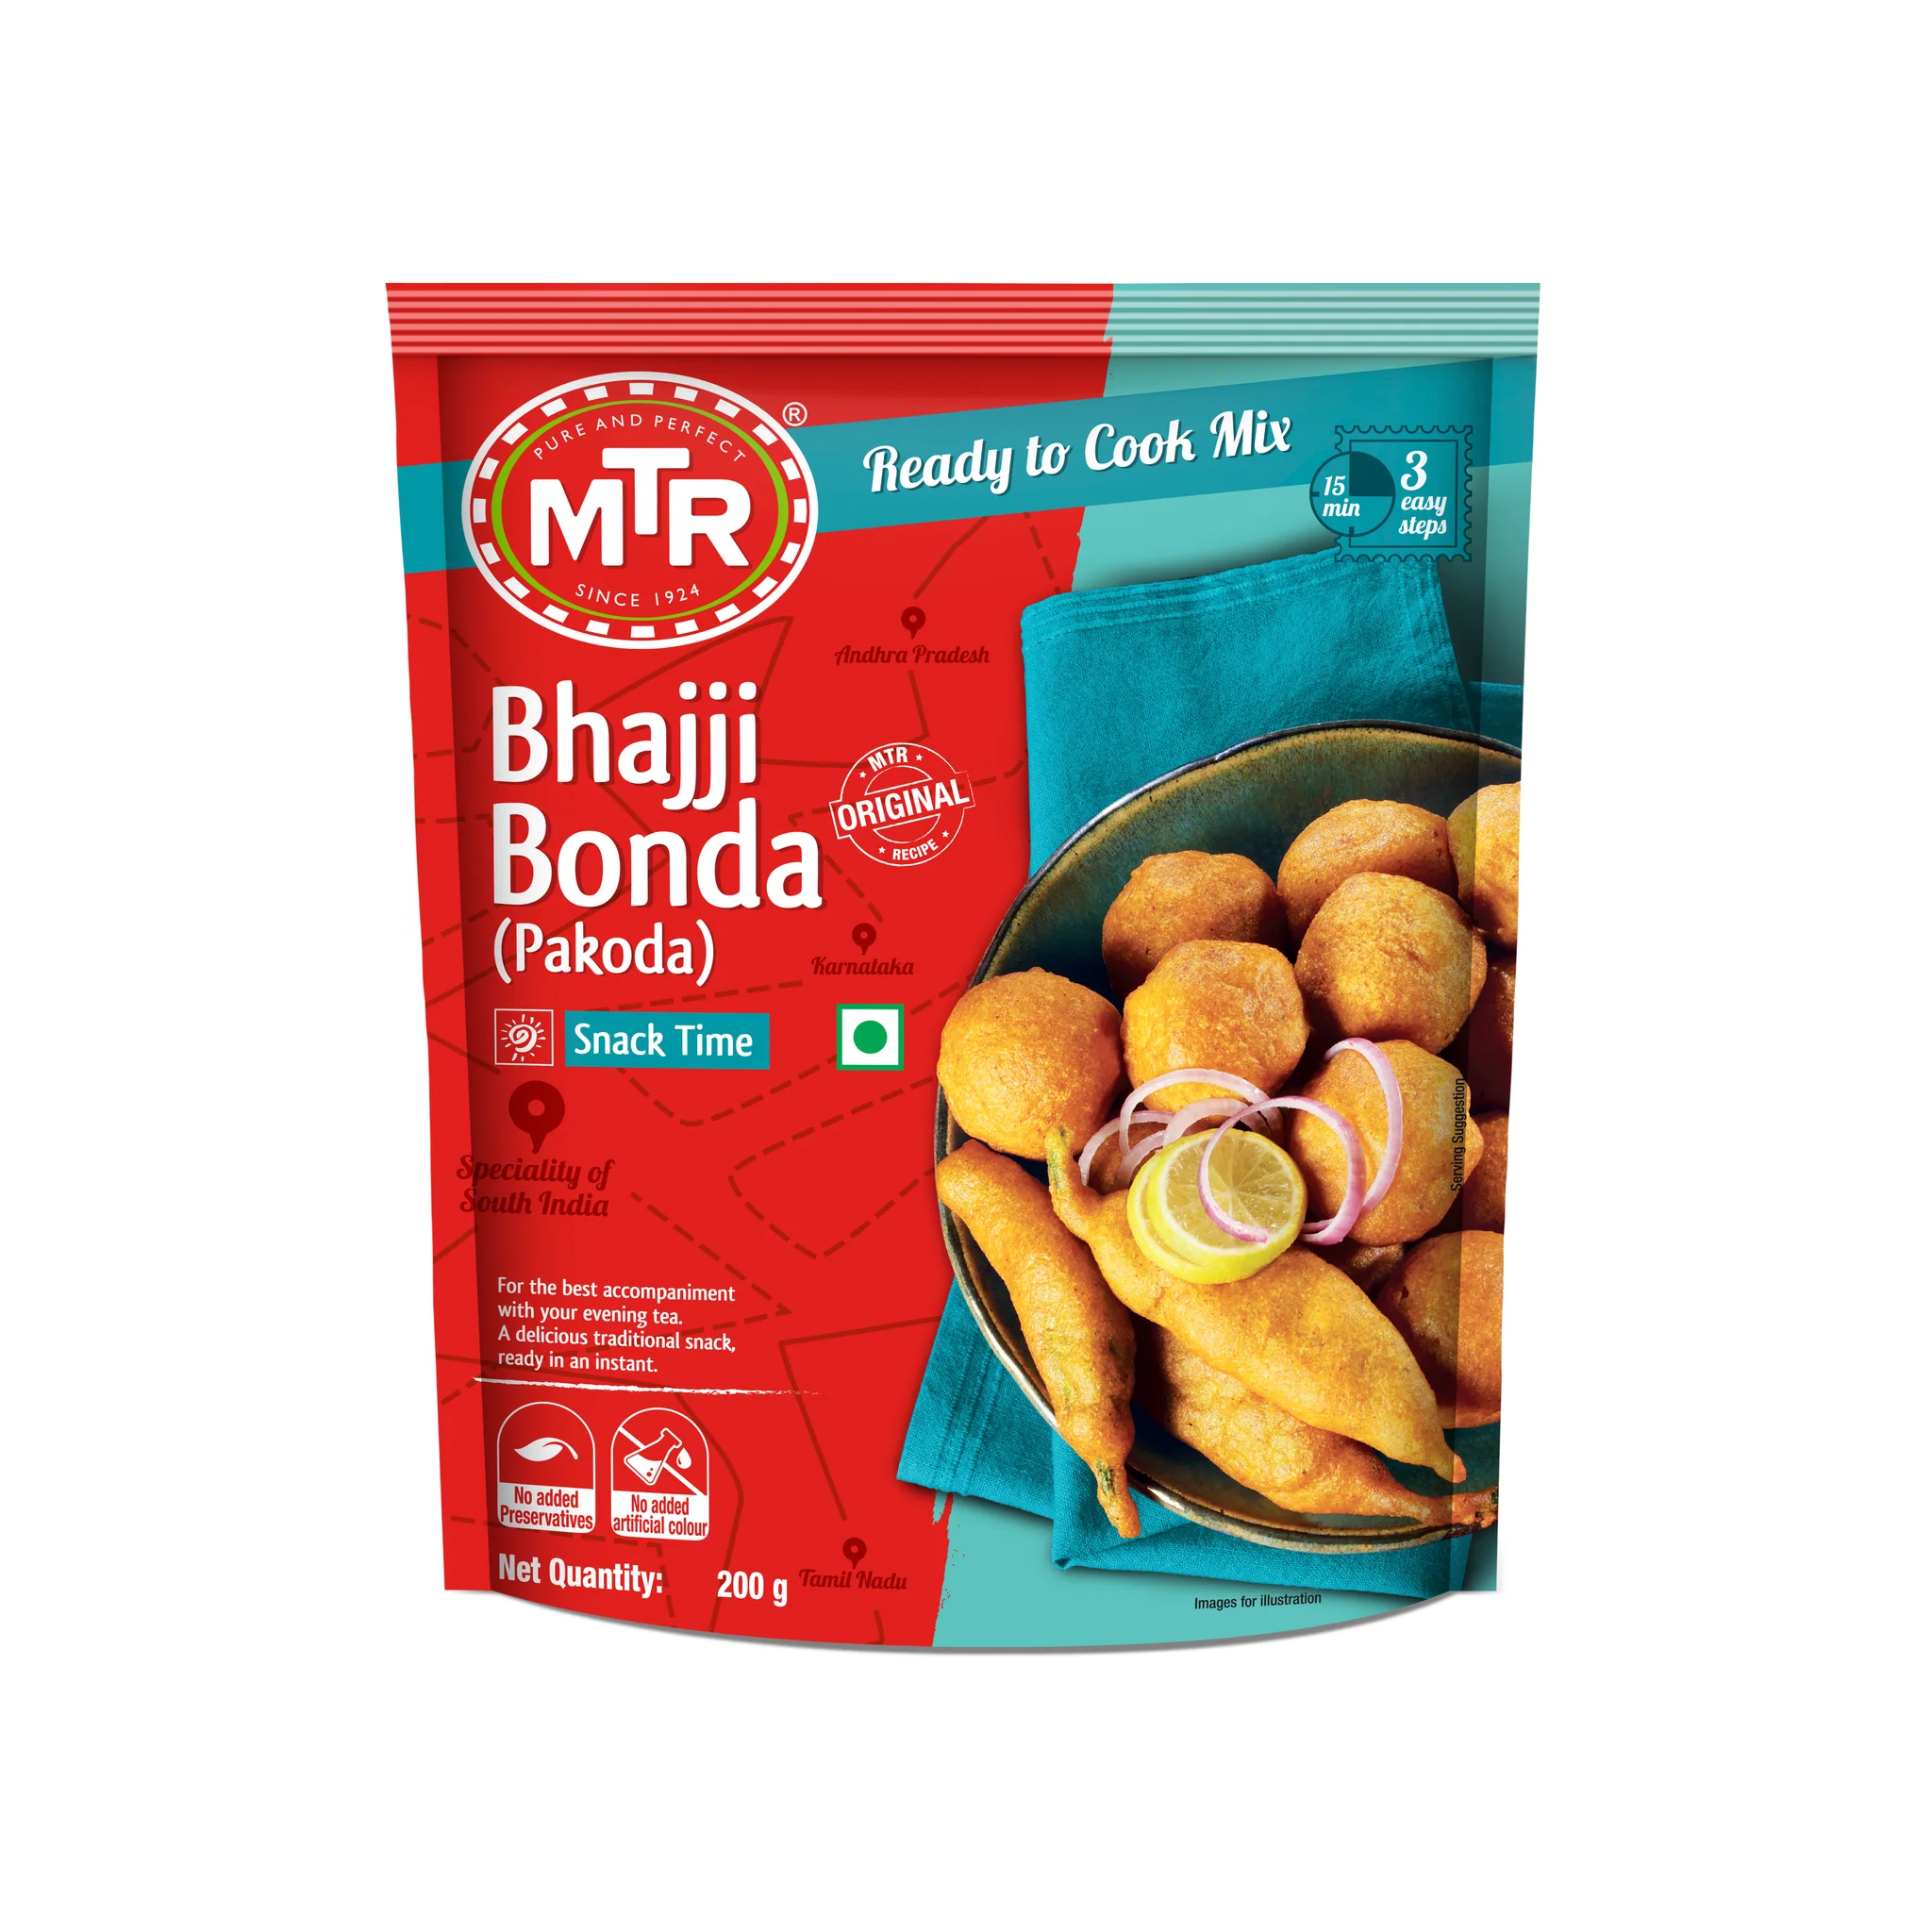 PURE AND PERFECT
MTR
SINCE 1924
®
Ready to Cook Mix
15
min
3
easy
steps
Andhra Pradesh
Bhajji
Bonda
(Pakoda)
MTR
ORIGINAL
RECIPE
Karnataka
Snack Time
Speciality of
South India
Serving Suggestion
For the best accompaniment
with your evening tea.
A delicious traditional snack,
ready in an instant.
No added
Preservatives
No added
artificial colour
Net Quantity: 200 g
Tamil Nadu
Images for illustration